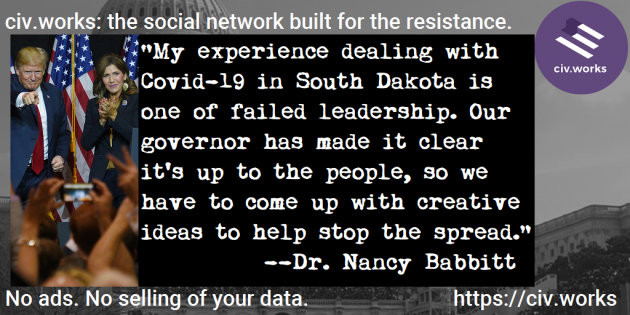 civ.works: the social network built for the resistance.
civ.works
"My experience dealing with
Covid-19 in South Dakota is
one of failed leadership. Our
governor has made it clear
it's up to the people, so we
have to come up with creative
ideas to help stop the spread."
--Dr. Nancy Babbitt
No ads. No selling of your data.
https://civ.works